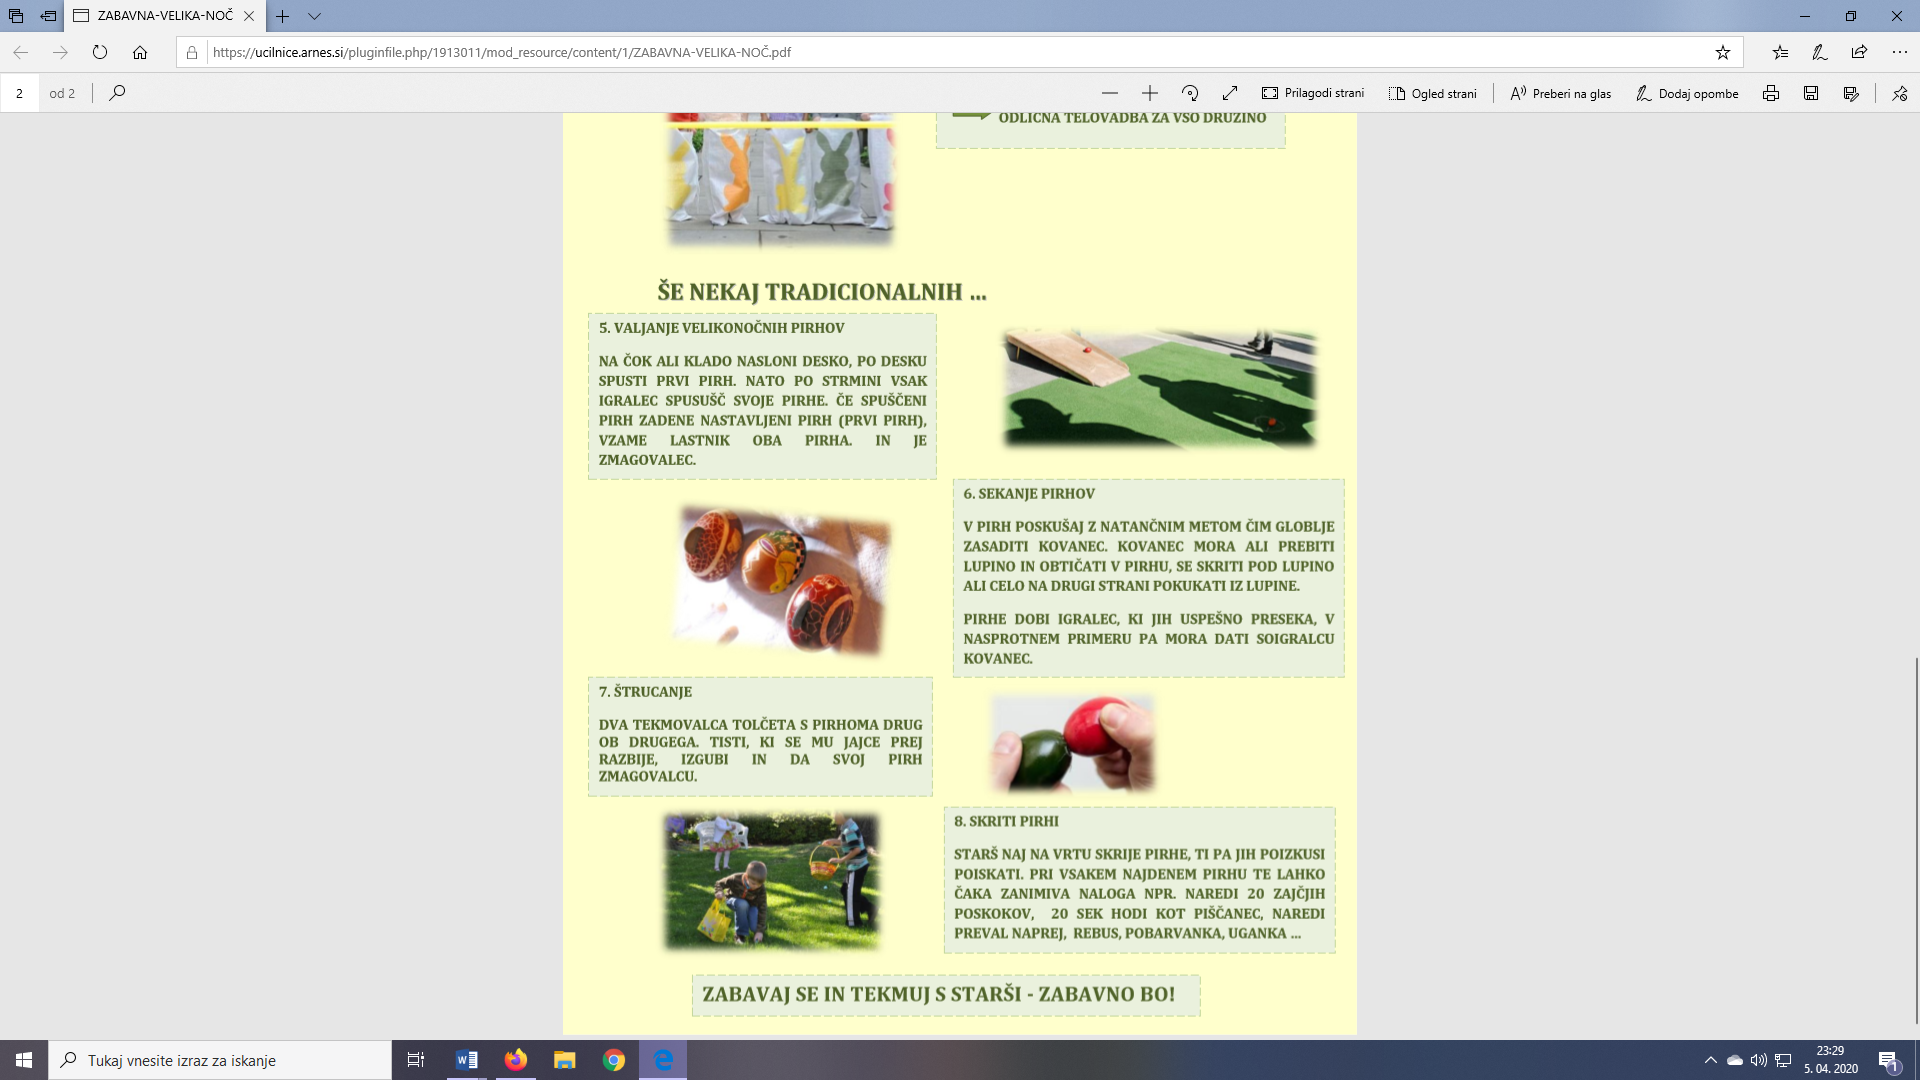 ZABAVNA-VELIKA-NOČ
https://ucilnice.arnes.si/pluginfile.php/1913011/mod_resource/content/1/ZABAVNA-VELIKA-NOČ.pdf
2 od 2
Prilagodi strani
Ogled strani
Preberi na glas
Dodaj opombe
ODLIČNA TELOVADBA ZA VSO DRUŽINO
ŠE NEKAJ TRADICIONALNIH ...
5. VALJANJE VELIKONOČNIH PIRHOV
NA ČOK ALI KLADO NASLONI DESKO, PO DESKU
SPUSTI PRVI PIRH. NATO PO STRMINI VSAK
IGRALEC SPUSUŠČ SVOJE PIRHE. ČE SPUŠČENI
PIRH ZADENE NASTAVLJENI PIRH (PRVI PIRH),
VZAME LASTNIK OBA PIRHA. IN JE
ZMAGOVALEC.
6. SEKANJE PIRHOV
V PIRH POSKUŠAJ Z NATANČNIM METOM ČIM GLOBLJE
ZASADITI KOVANEC. KOVANEC MORA ALI PREBITI
LUPINO IN OBTIČATI V PIRHU, SE SKRITI POD LUPINO
ALI CELO NA DRUGI STRANI POKUKATI IZ LUPINE.
PIRHE DOBI IGRALEC, KI JIH USPEŠNO PRESEKA, V
NASPROTNEM PRIMERU PA MORA DATI SOIGRALCU
KOVANEC.
7. ŠTRUCANJE
DVA TEKMOVALCA TOLČETA S PIRHOMA DRUG
OB DRUGEGA. TISTI, KI SE MU JAJCE PREJ
RAZBIJE, IZGUBI IN DA SVOJ PIRH
ZMAGOVALCU.
8. SKRITI PIRHI
STARŠ NAJ NA VRTU SKRIJE PIRHE, TI PA JIH POIZKUSI
POISKATI. PRI VSAKEM NAJDENEM PIRHU TE LAHKO
ČAKA ZANIMIVA NALOGA NPR. NAREDI 20 ZAJČJIH
POSKOKOV, 20 SEK HODI KOT PIŠČANEC, NAREDI
PREVAL NAPREJ, REBUS, POBARVANKA, UGANKA ...
ZABAVAJ SE IN TEKMUJ S STARŠI - ZABAVNO BO!
Tukaj vnesite izraz za iskanje
23:29
5. 04. 2020
1